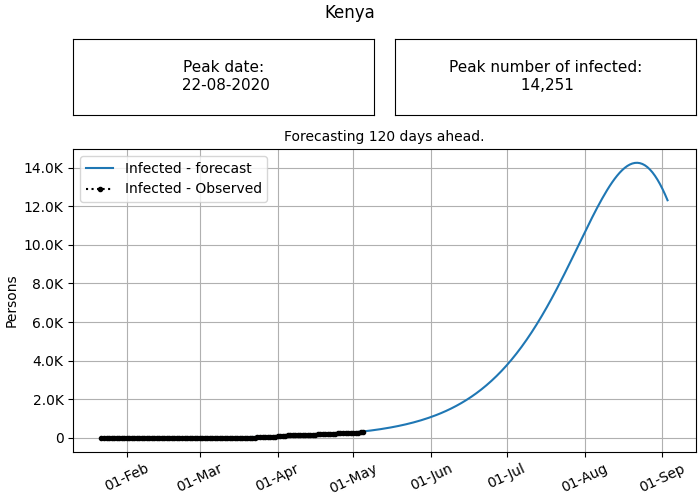 Kenya
Peak date:
22-08-2020
Peak number of infected:
14,251
Forecasting 120 days ahead.
Infected - forecast
Infected - Observed
Persons
14.0K
12.0K
10.0K
8.0K
6.0K
4.0K
2.0K
0
01-Feb
01-Mar
01-Apr
01-May
01-Jun
01-Jul
01-Aug
01-Sep